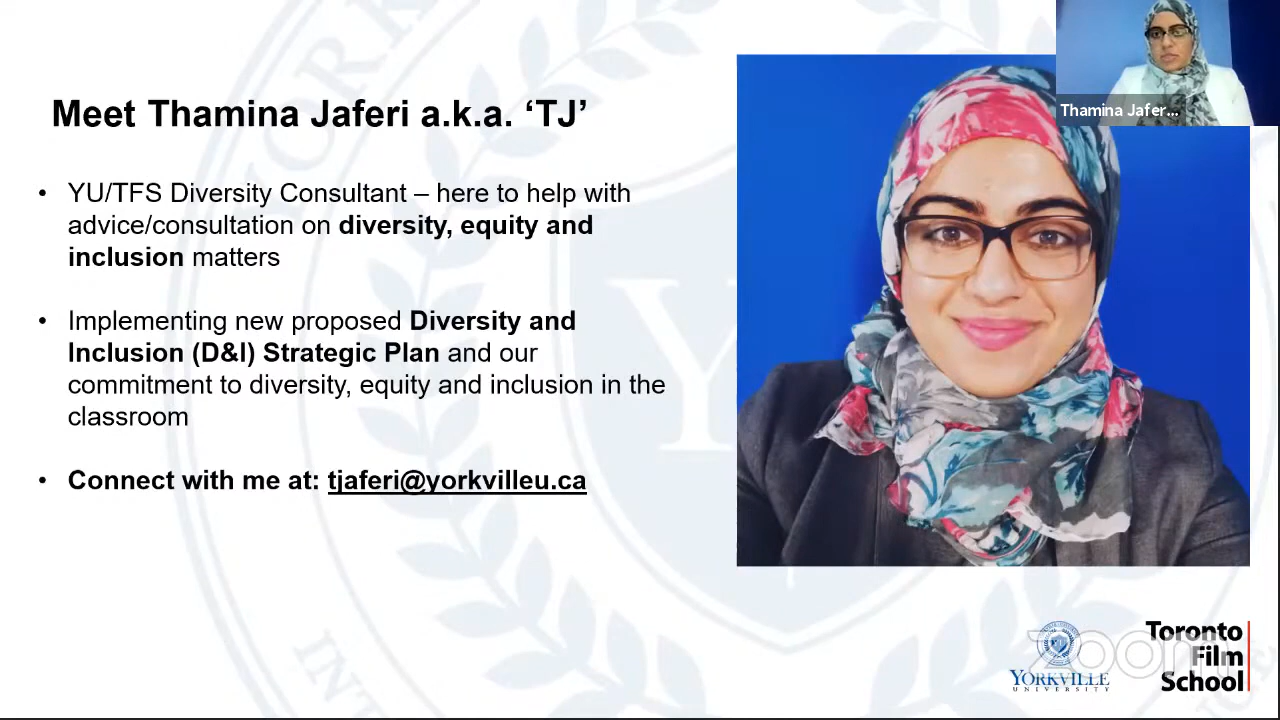 Meet Thamina Jaferi a.k.a. ‘TJ’
• YU/TFS Diversity Consultant – here to help with
advice/consultation on diversity, equity and
inclusion matters
• Implementing new proposed Diversity and
Inclusion (D&I) Strategic Plan and our
commitment to diversity, equity and inclusion in the
classroom
• Connect with me at: tjaferi@yorkvilleu.ca
Thamina Jafer...
YORKVILLE
UNIVERSITY
Toronto
Film
School
zoom